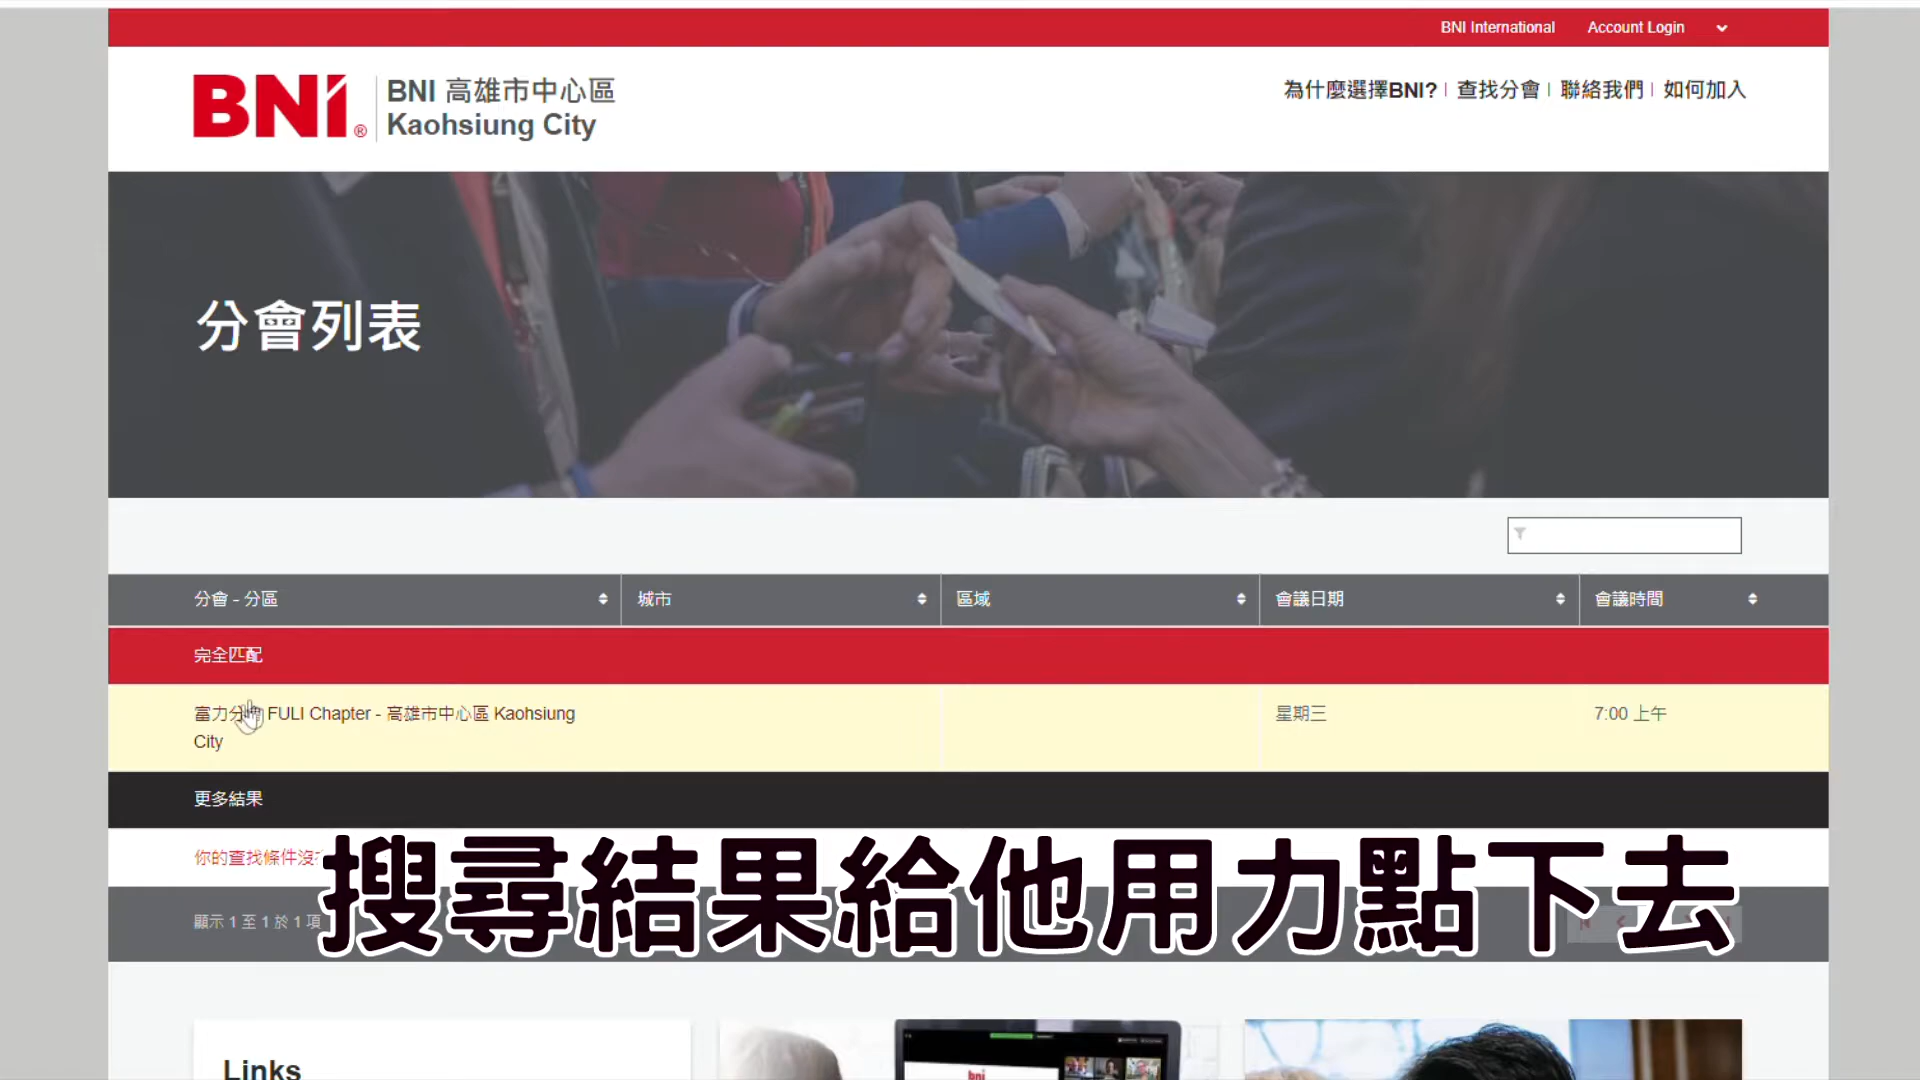 BNI International
Account Login
BNI®
BNI 高雄市中心區
Kaohsiung City
為什麼選擇BNI? | 查找分會 | 聯絡我們 | 如何加入
分會列表
分會 - 分區 城市 區域 會議日期 會議時間
完全匹配
富力分 FULI Chapter - 高雄市中心區 Kaohsiung
City
星期三
7:00 上午
更多結果
你的查找條件沒
顯示 1 至 1 於 1 項
搜尋結果給他用力點下去
Links
bni